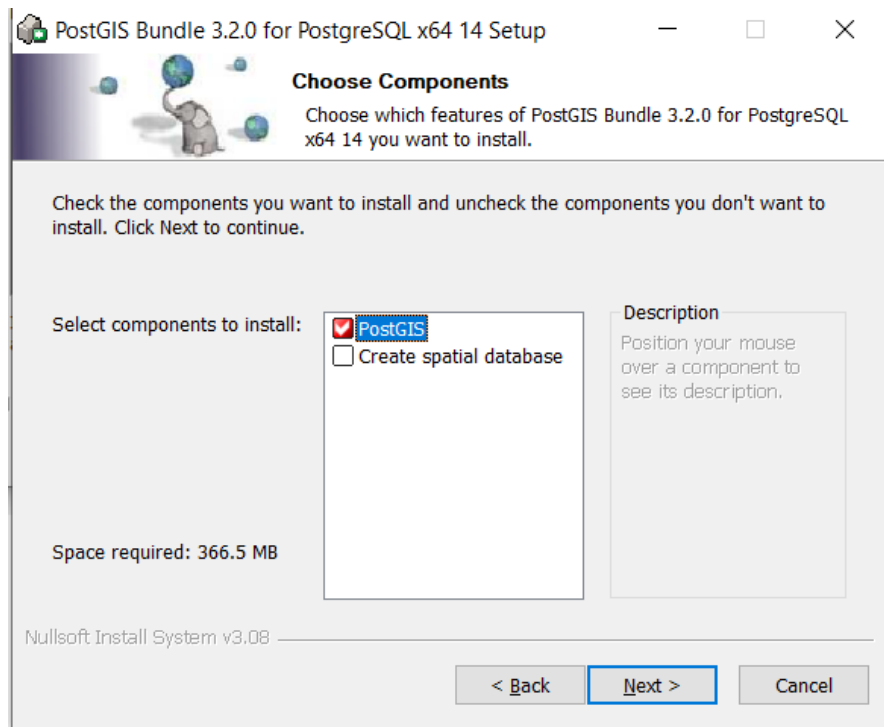 PostGIS Bundle 3.2.0 for PostgreSQL x64 14 Setup
Choose Components
Choose which features of PostGIS Bundle 3.2.0 for PostgreSQL
x64 14 you want to install.
Check the components you want to install and uncheck the components you don't want to
install. Click Next to continue.
Select components to install:
PostGIS
Create spatial database
Description
Position your mouse
over a component to
see its description.
Space required: 366.5 MB
Nullsoft Install System v3.08
< Back
Next >
Cancel